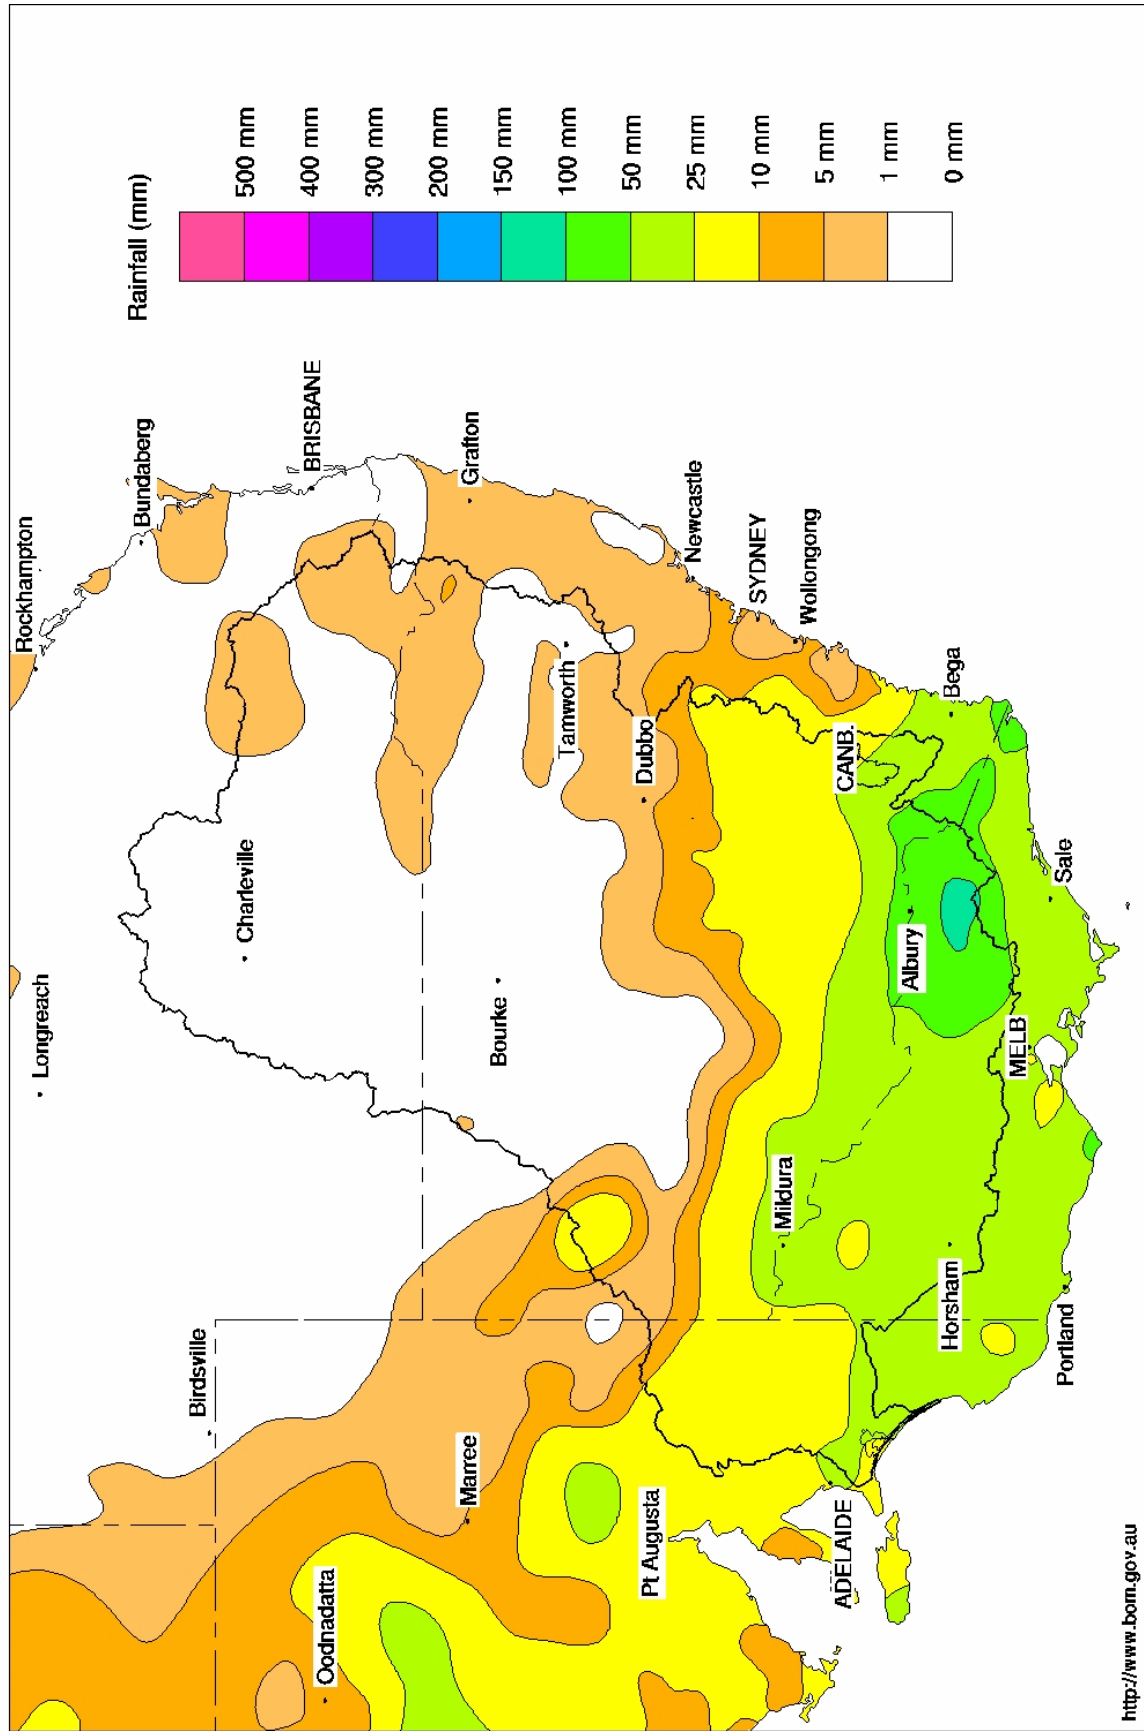 Rainfall (mm)
500 mm
400 mm
300 mm
200 mm
150 mm
100 mm
50 mm
25 mm
10 mm
5 mm
1 mm
0 mm
Rockhampton
Longreach
Bundaberg
BRISBANE
Charleville
Birdsville
Oodnadatta
Grafton
Bourke
Marree
Tamworth
Newcastle
Dubbo
Pt Augusta
SYDNEY
Mildura
Wollongong
CANB.
ADELAIDE
Albury
Bega
Horsham
MELB
Sale
Portland
http://www.bom.gov.au